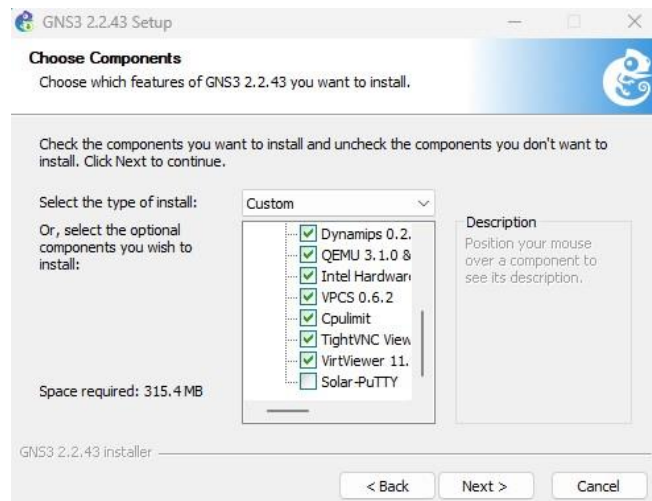 GNS3 2.2.43 Setup
Choose Components
Choose which features of GNS3 2.2.43 you want to install.
Check the components you want to install and uncheck the components you don't want to
install. Click Next to continue.
Select the type of install:
Custom
Or, select the optional
components you wish to
install:
Dynamips 0.2.
QEMU 3.1.0 &
Intel Hardwar
VPCS 0.6.2
Cpulimit
TightVNC View
VirtViewer 11.
Solar-PuTTY
Description
Position your mouse
over a component to
see its description.
Space required: 315.4 MB
GNS3 2.2.43 installer
< Back
Next >
Cancel